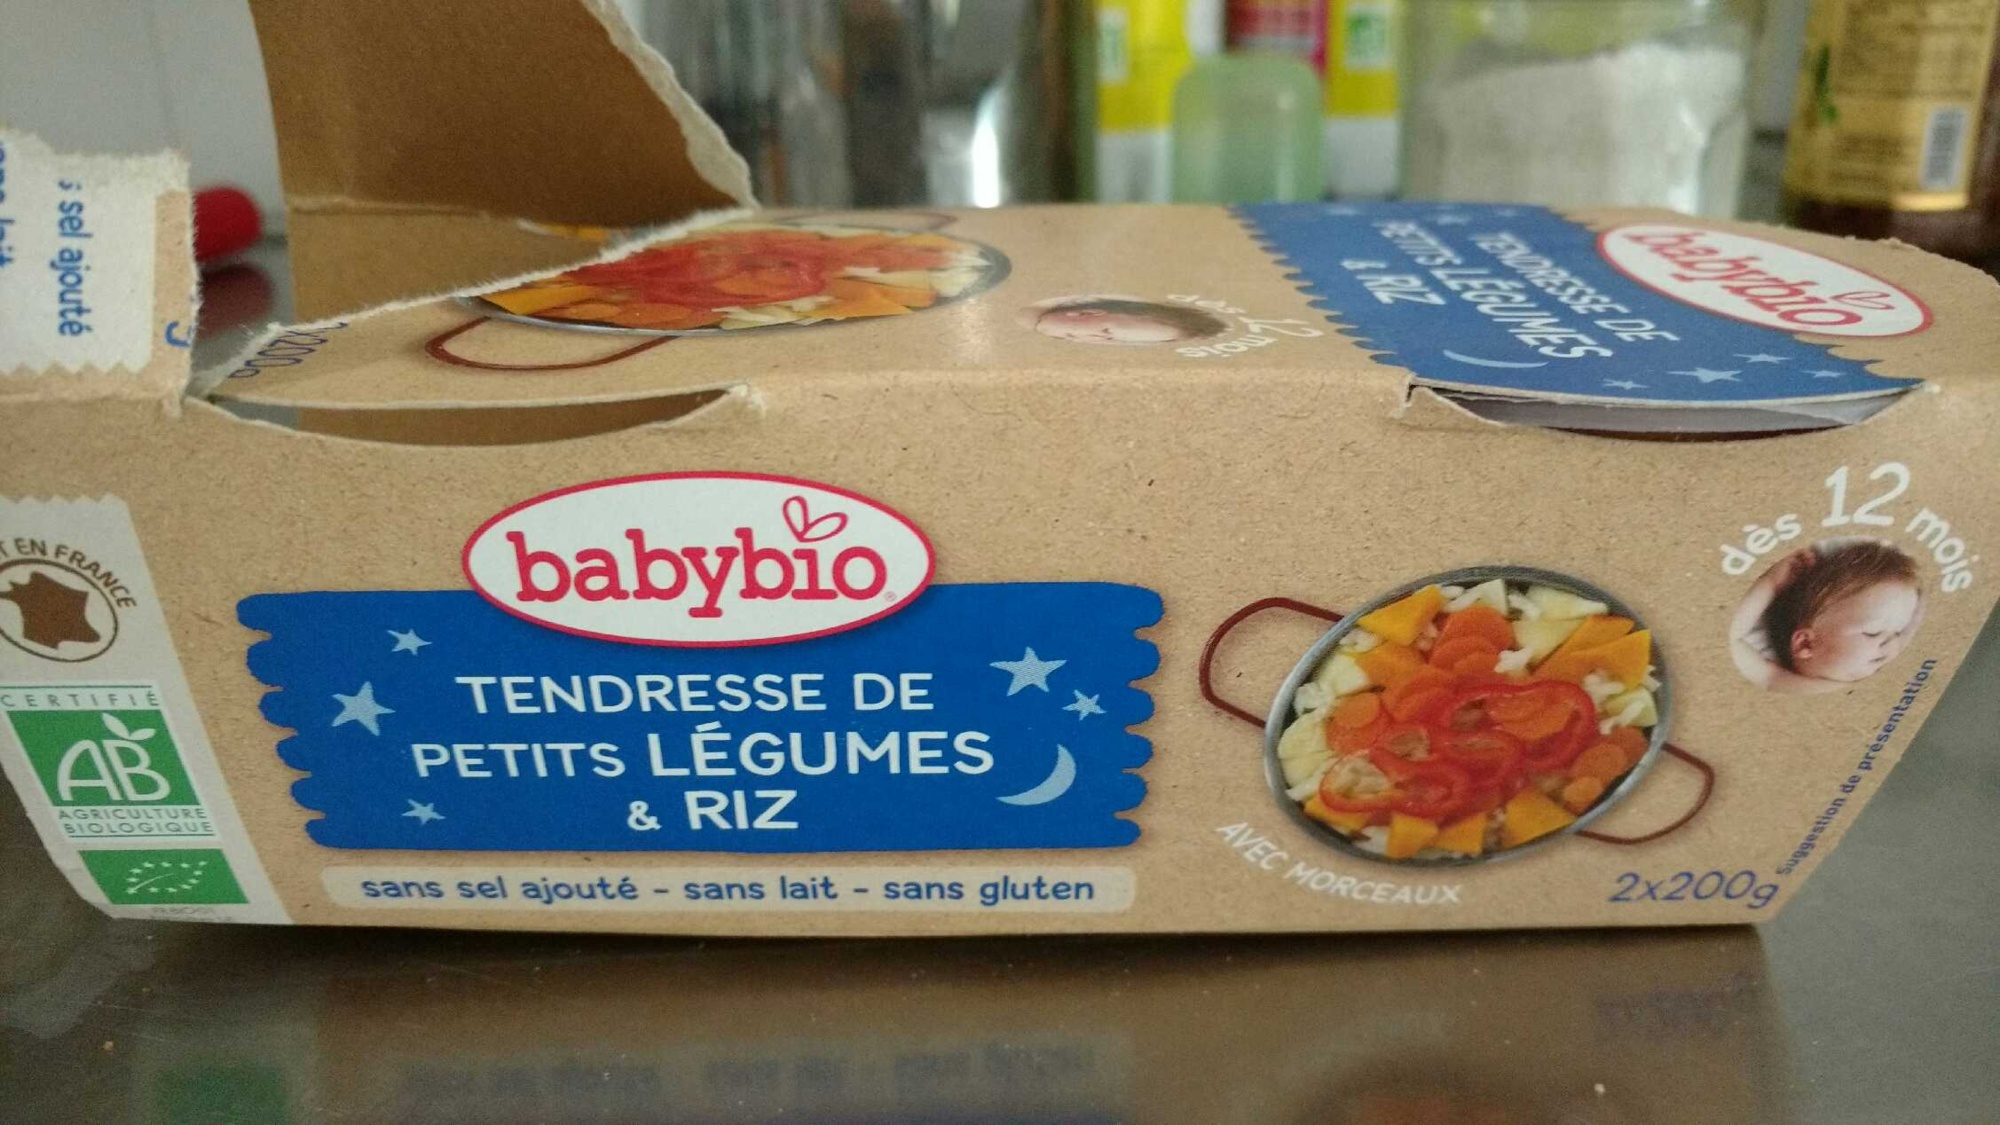 s sel ajouté
2x200g
dès 12 mois
babybio
TENDRESSE DE
PETITS LÉGUMES
& RIZ
T EN FRANCE
CERTIFIÉ
AB
AGRICULTURE
BIOLOGIQUE
babybio
TENDRESSE DE
PETITS LÉGUMES
& RIZ
sans sel ajouté - sans lait - sans gluten
dès 12 mois
AVEC MORCEAUX
2x200g
Suggestion de présentation